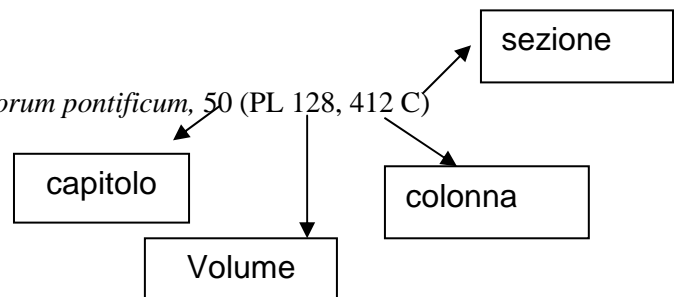 sezione
orum pontificum, 50 (PL 128, 412 C)
capitolo
colonna
Volume